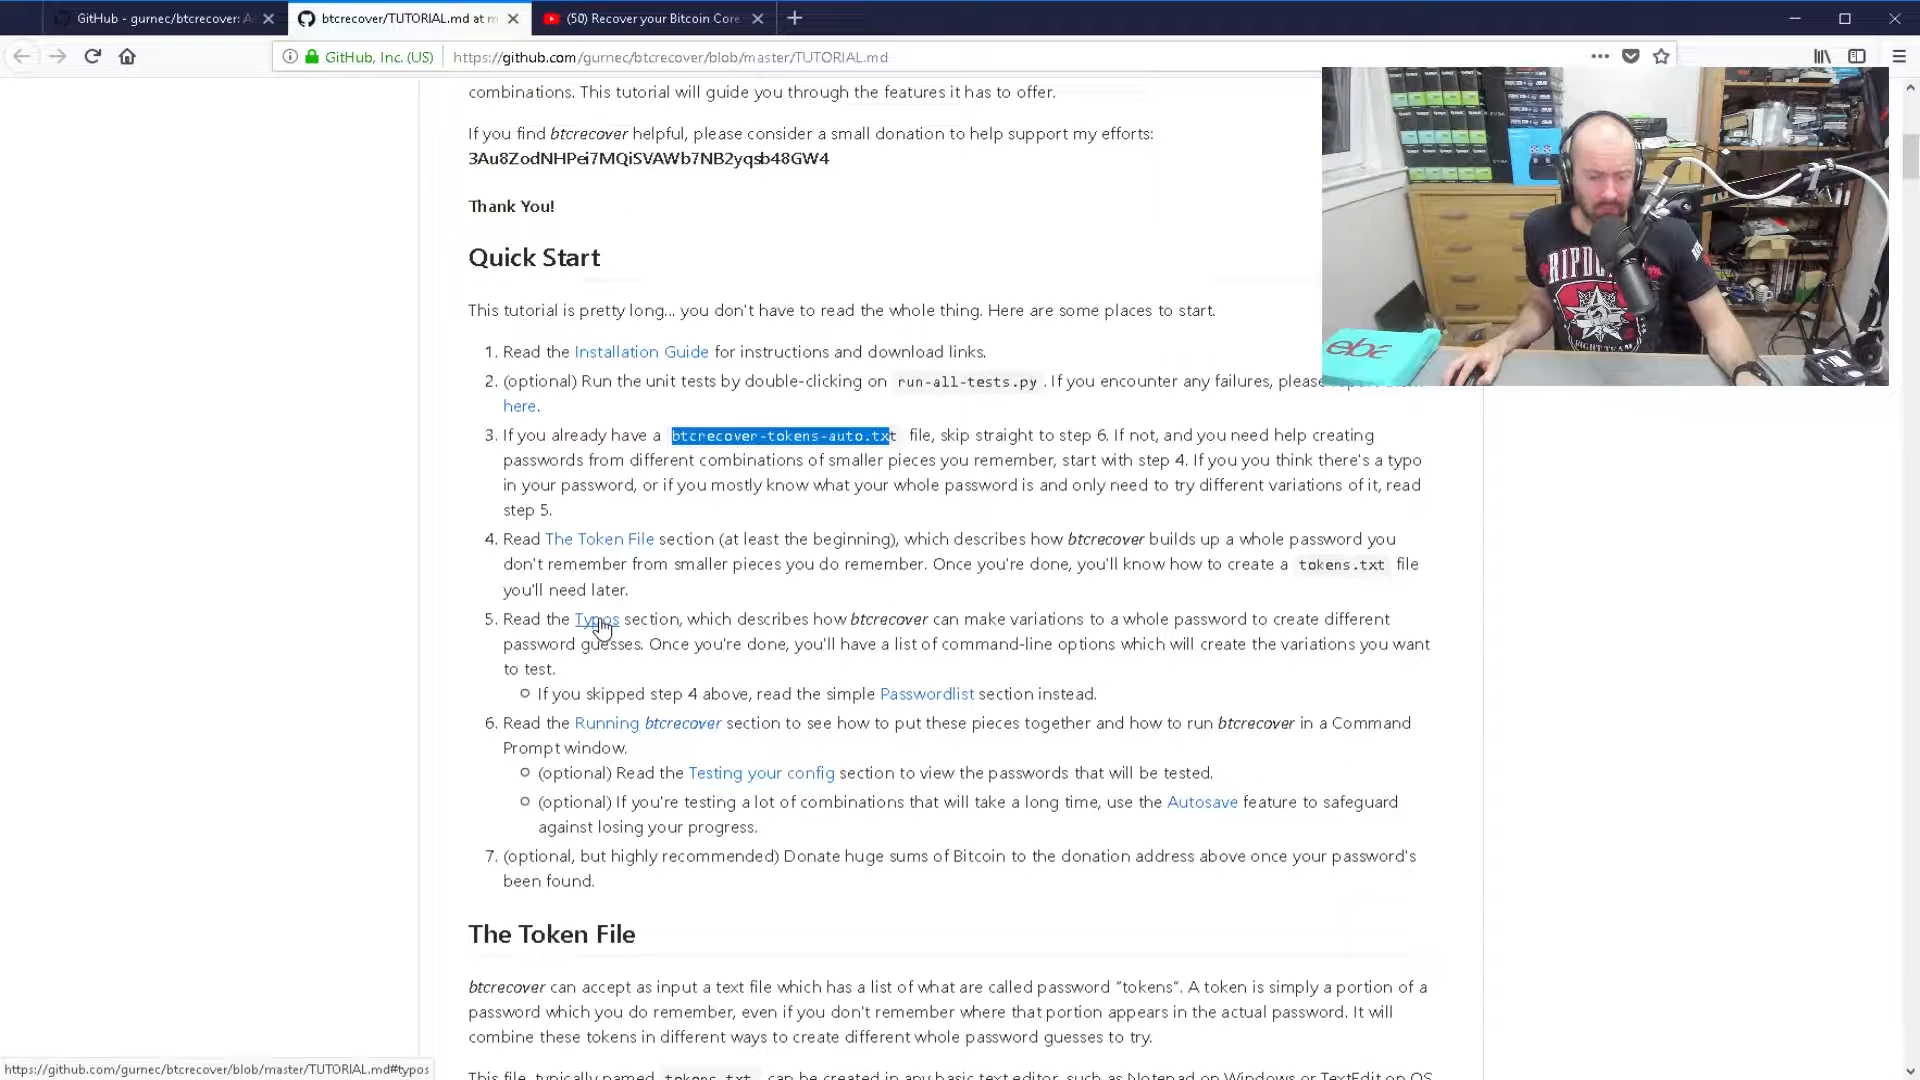 GitHub - gurnec/btcrecover: A
btcrecover/TUTORIAL.md at m
(50) Recover your Bitcoin Core
GitHub, Inc. (US)
https://github.com/gurnec/btcrecover/blob/master/TUTORIAL.md
combinations. This tutorial will guide you through the features it has to offer.
If you find btcrecover helpful, please consider a small donation to help support my efforts:
3Au8ZodNHPei7MQiSVAWb7NB2yqsb48GW4
Thank You!
Quick Start
This tutorial is pretty long... you don't have to read the whole thing. Here are some places to start.
1. Read the Installation Guide for instructions and download links.
2. (optional) Run the unit tests by double-clicking on run-all-tests.py . If you encounter any failures, please
here.
3. If you already have a btcrecover-tokens-auto.txt file, skip straight to step 6. If not, and you need help creating
passwords from different combinations of smaller pieces you remember, start with step 4. If you you think there's a typo
in your password, or if you mostly know what your whole password is and only need to try different variations of it, read
step 5.
4. Read The Token File section (at least the beginning), which describes how btcrecover builds up a whole password you
don't remember from smaller pieces you do remember. Once you're done, you'll know how to create a tokens.txt file
you'll need later.
5. Read the Typos section, which describes how btcrecover can make variations to a whole password to create different
password guesses. Once you're done, you'll have a list of command-line options which will create the variations you want
to test.
If you skipped step 4 above, read the simple Passwordlist section instead.
6. Read the Running btcrecover section to see how to put these pieces together and how to run btcrecover in a Command
Prompt window.
(optional) Read the Testing your config section to view the passwords that will be tested.
(optional) If you're testing a lot of combinations that will take a long time, use the Autosave feature to safeguard
against losing your progress.
7. (optional, but highly recommended) Donate huge sums of Bitcoin to the donation address above once your password's
been found.
The Token File
btcrecover can accept as input a text file which has a list of what are called password “tokens”. A token is simply a portion of a
password which you do remember, even if you don't remember where that portion appears in the actual password. It will
combine these tokens in different ways to create different whole password guesses to try.
This file, typically named tokens.txt, can be created in any basic text editor, such as Notepad on Windows or TextEdit on OS
https://github.com/gurnec/btcrecover/blob/master/TUTORIAL.md#typos